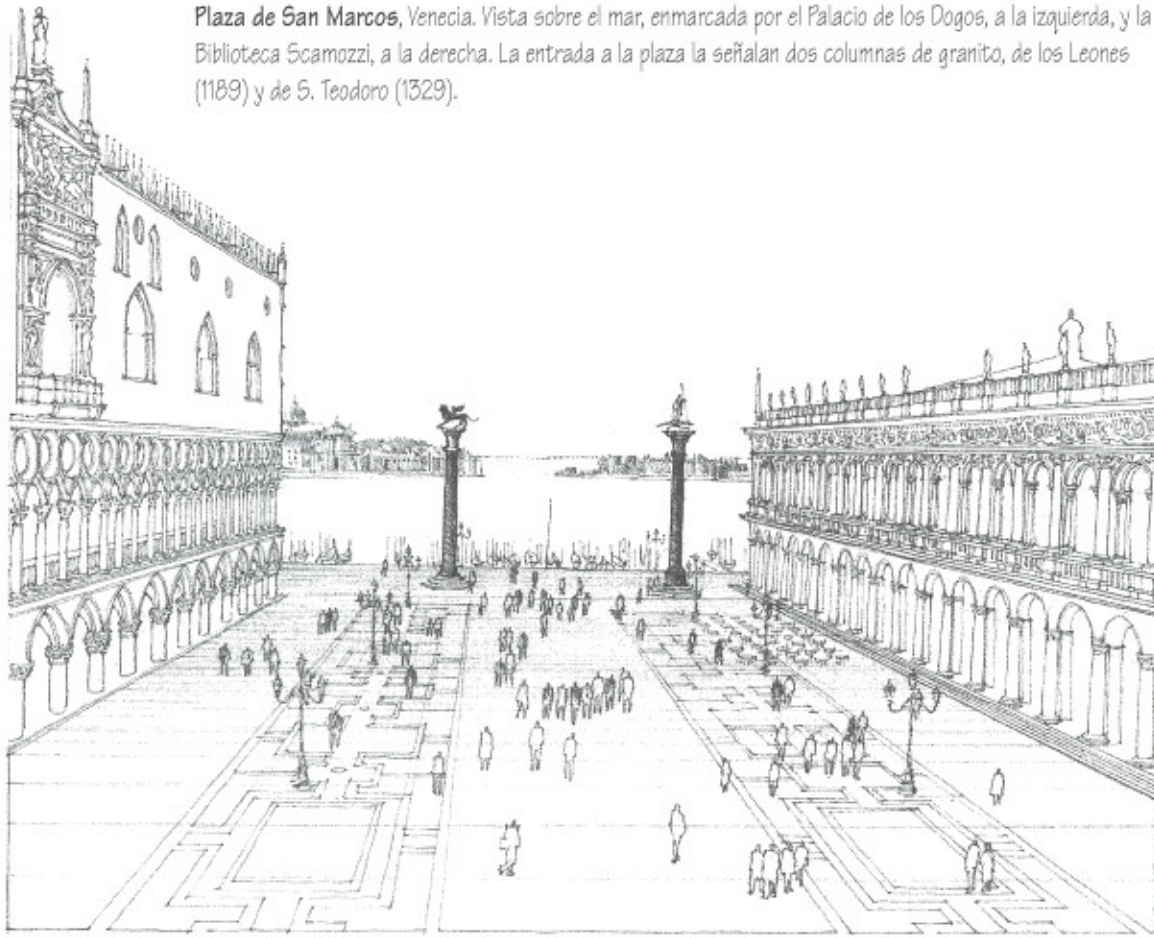 Plaza de San Marcos, Venecia. Vista sobre el mar, enmarcada por el Palacio de los Dogos, a la izquierda, y la
Biblioteca Scamozzi, a la derecha. La entrada a la plaza la señalan dos columnas de granito, de los Leones
(1189) y de S. Teodoro (1329).